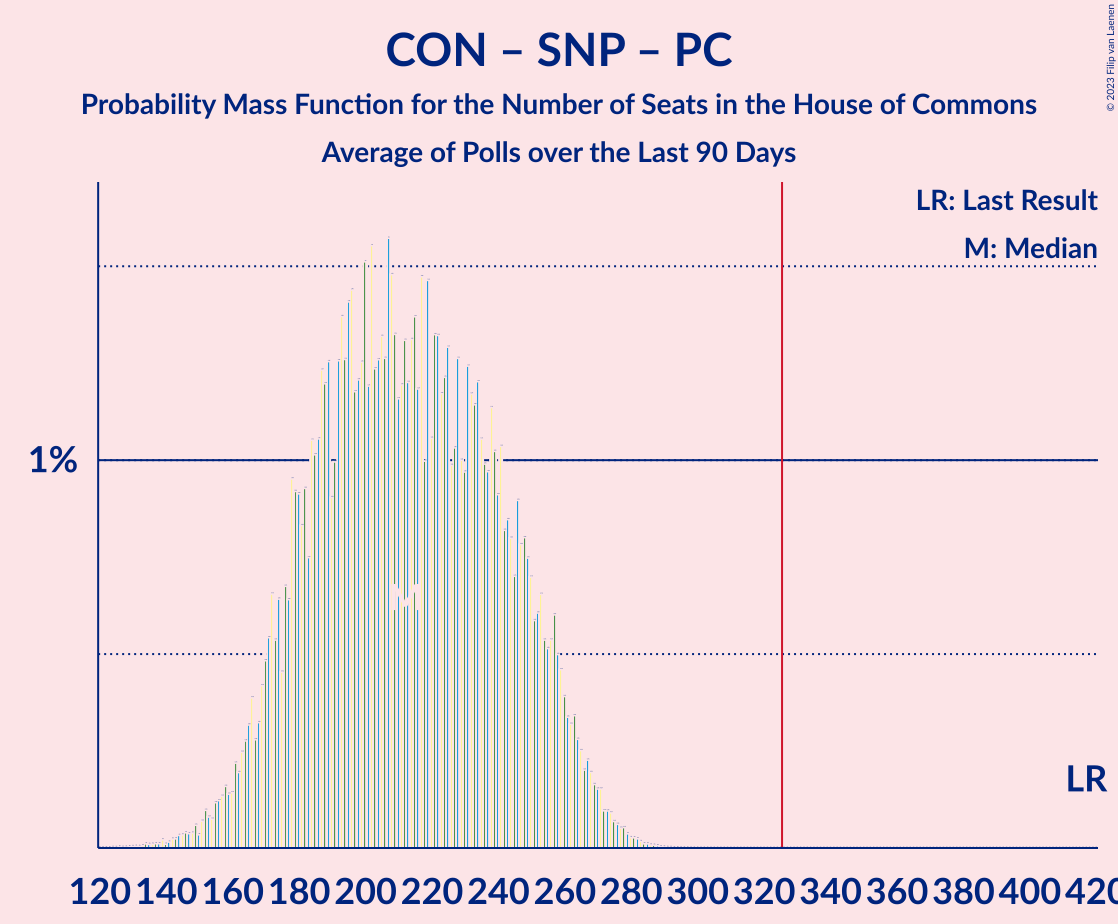 CON – SNP – PC
Probability Mass Function for the Number of Seats in the House of Commons
Average of Polls over the Last 90 Days
© 2023 Filip van Laenen
LR: Last Result
M: Median
1%
M
LR
120 140 160 180 200 220 240 260 280 300 320 340 360 380 400 420